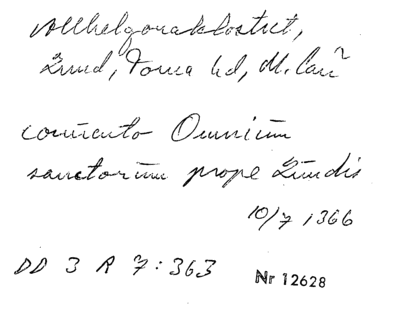 Allhelgonaklostret,
Lund, Torna hd, M.län
conuento Omnium
sanctorum prope Lundis
10/7 1366
DD 3 R 7:363
Nr 12628